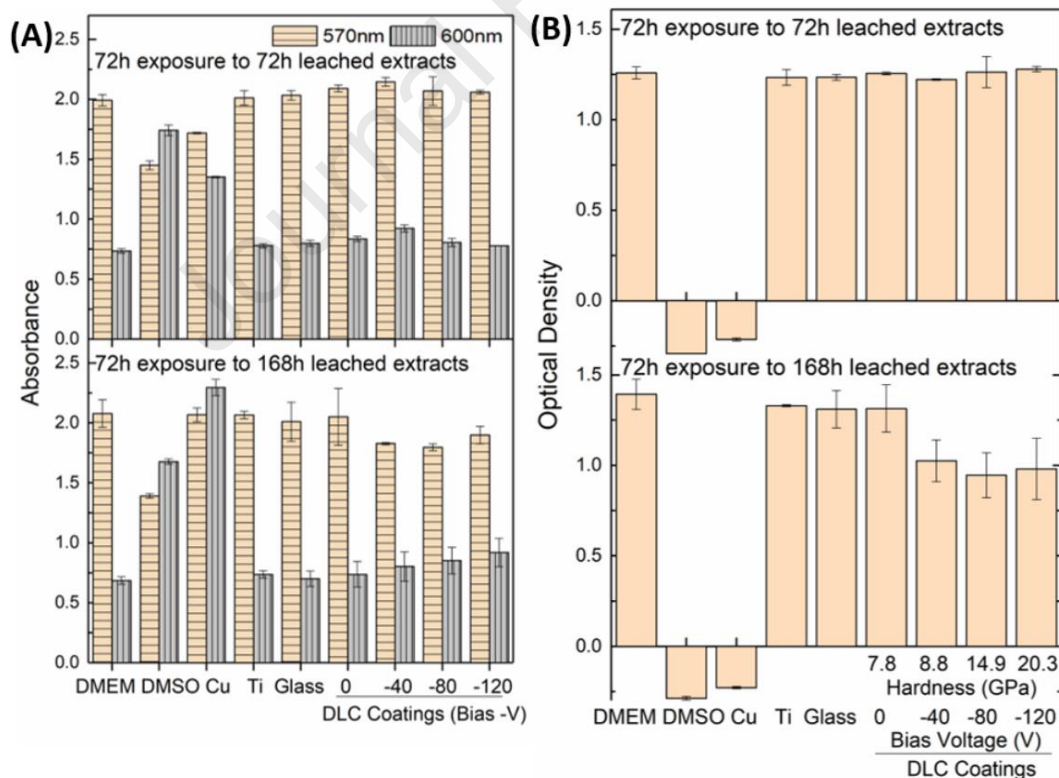 (A)
2.5
570nm
600nm
72h exposure to 72h leached extracts
2.0
1.5
1.0
0.5
0.0
Absorbance
2.5
72h exposure to 168h leached extracts
2.0
1.5
1.0
0.5
0.0
DMEM DMSO Cu Ti Glass 0 -40 -80 -120
DLC Coatings (Bias -V)
Journal
(B)
1.5
72h exposure to 72h leached extracts
1.0
0.5
0.0
Optical Density
72h exposure to 168h leached extracts
1.5
1.0
0.5
0.0
7.8 8.8 14.9 20.3
Hardness (GPa)
DMEM DMSO Cu Ti Glass 0 -40 -80 -120
Bias Voltage (V)
DLC Coatings